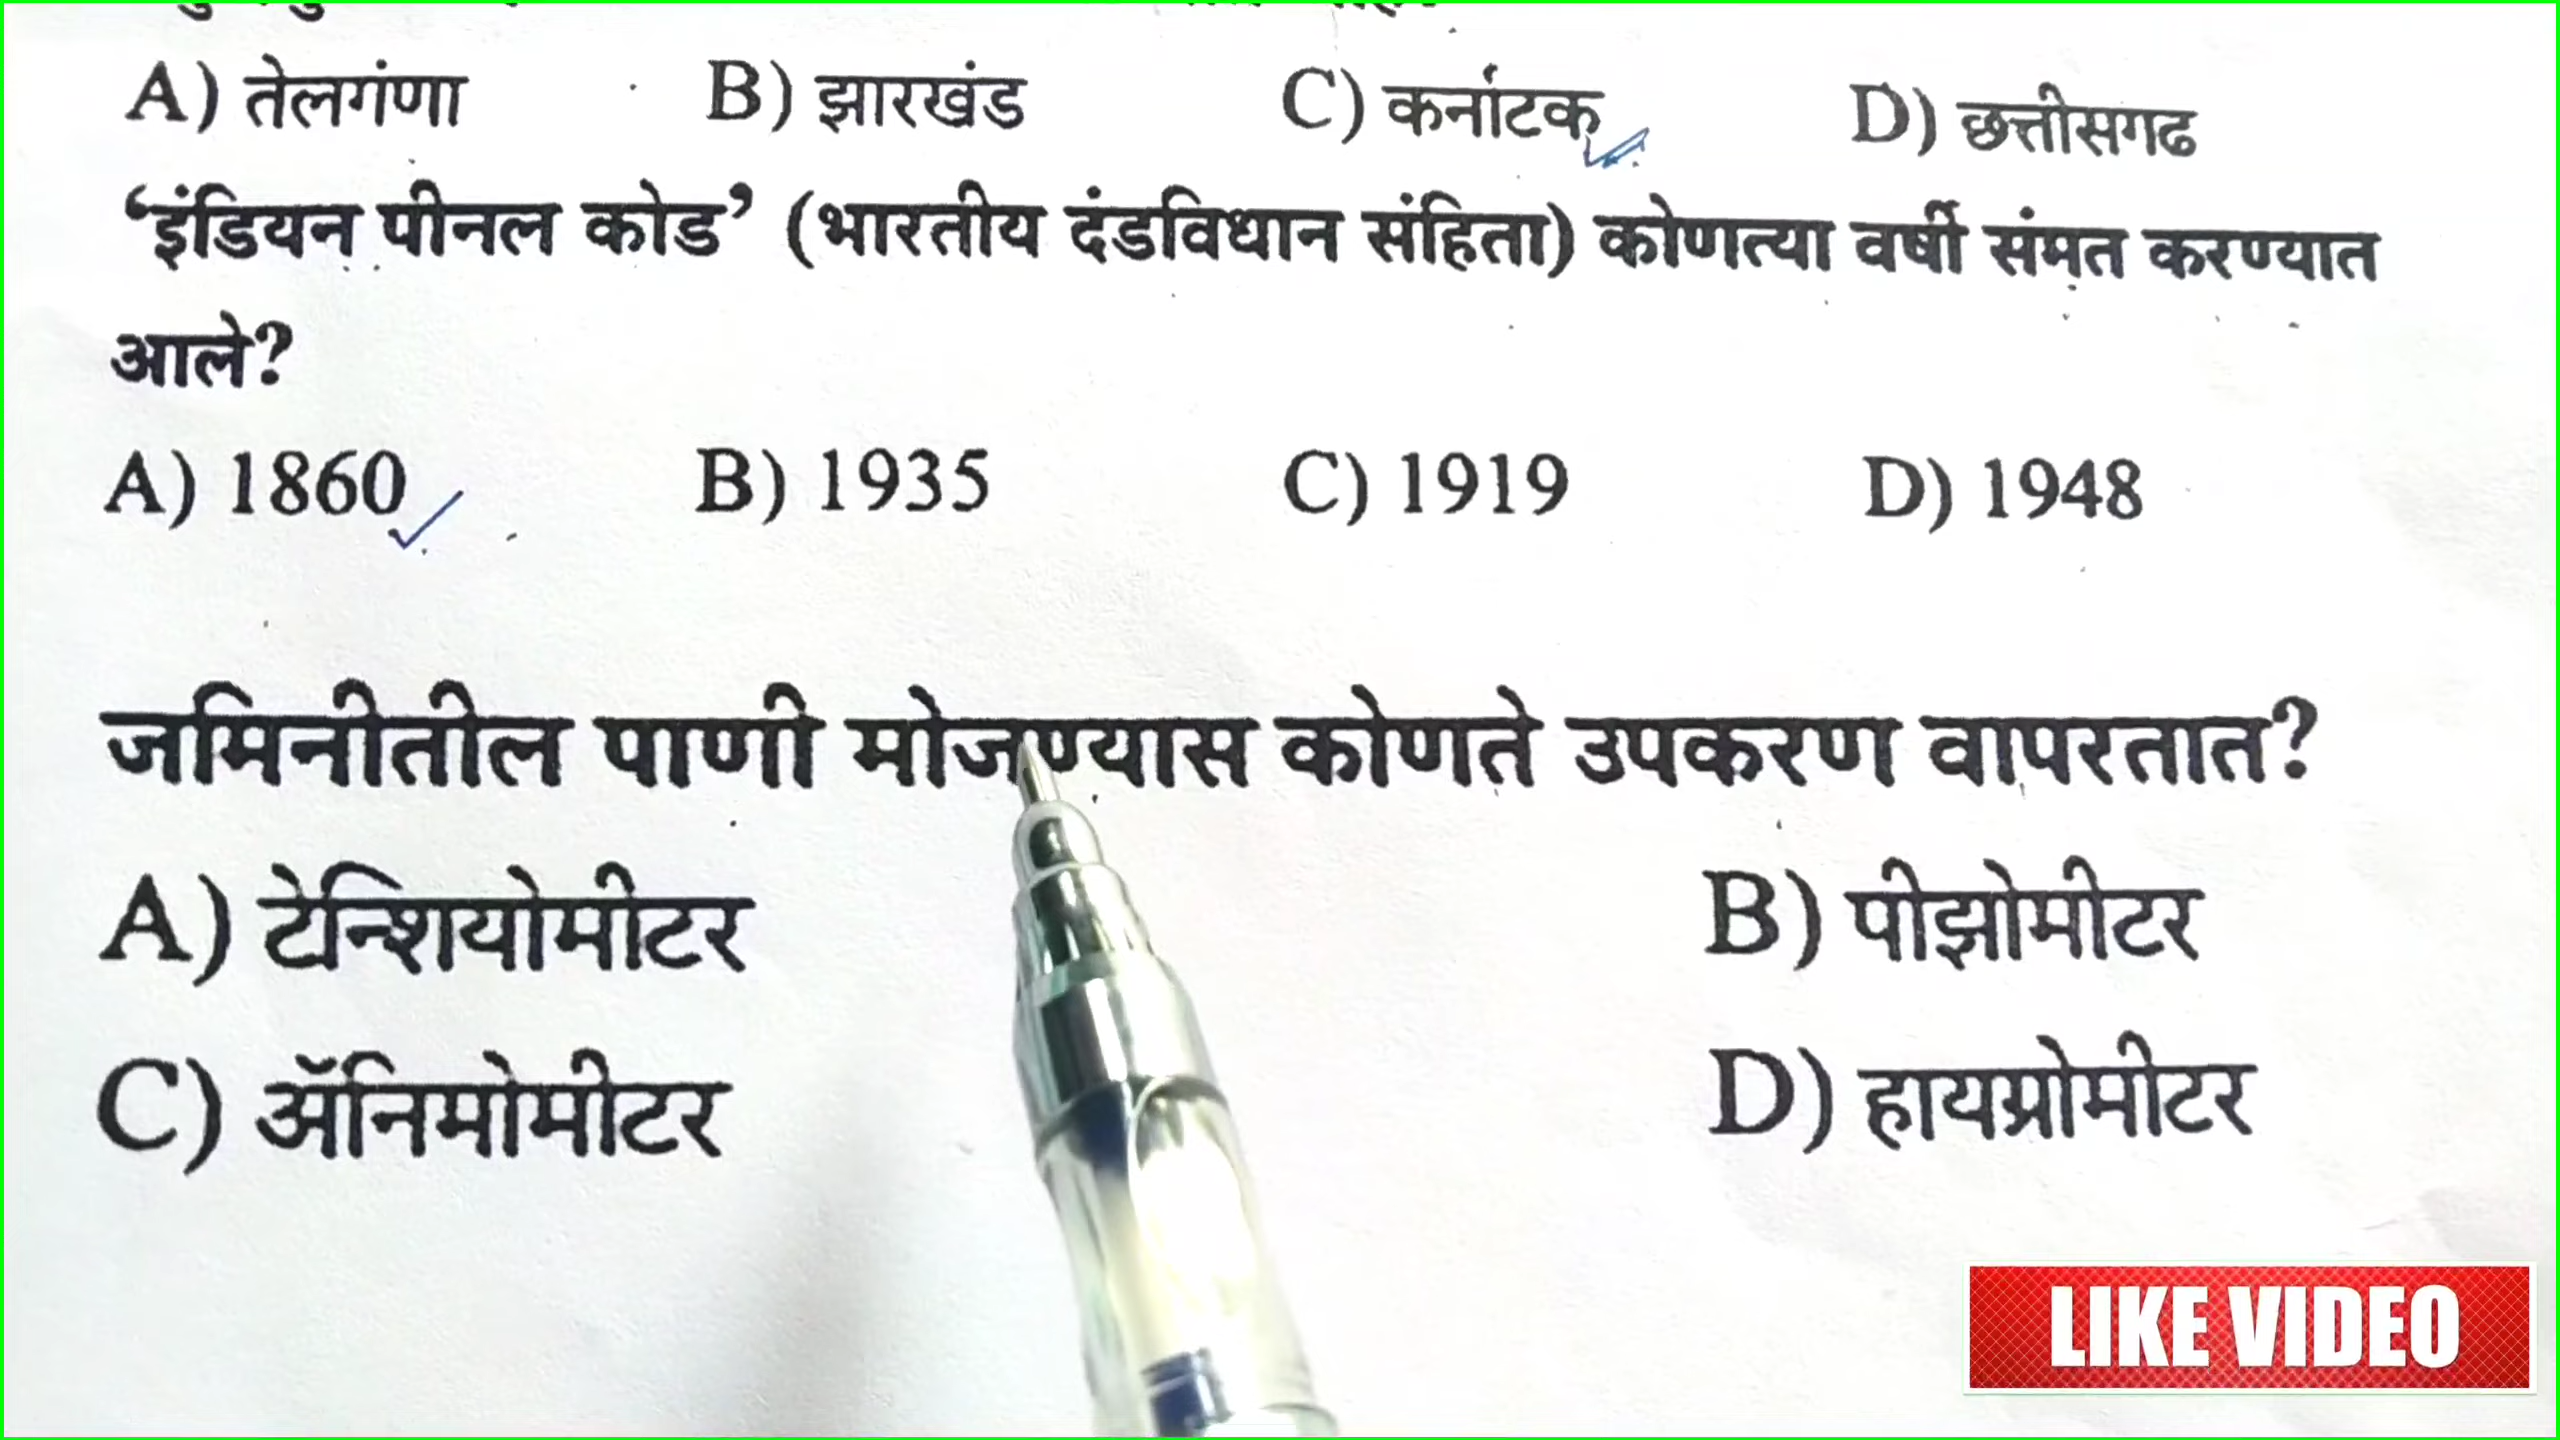 A) तेलगंणा B) झारखंड C) कर्नाटक D) छत्तीसगढ
‘इंडियन पीनल कोड’ (भारतीय दंडविधान संहिता) कोणत्या वर्षी संमत करण्यात
आले?
A) 1860 B) 1935 C) 1919 D) 1948
जमिनीतील पाणी मोजण्यास कोणते उपकरण वापरतात?
A) टेन्शियोमीटर B) पीझोमीटर
C) ॲनिमोमीटर D) हायग्रोमीटर
LIKE VIDEO